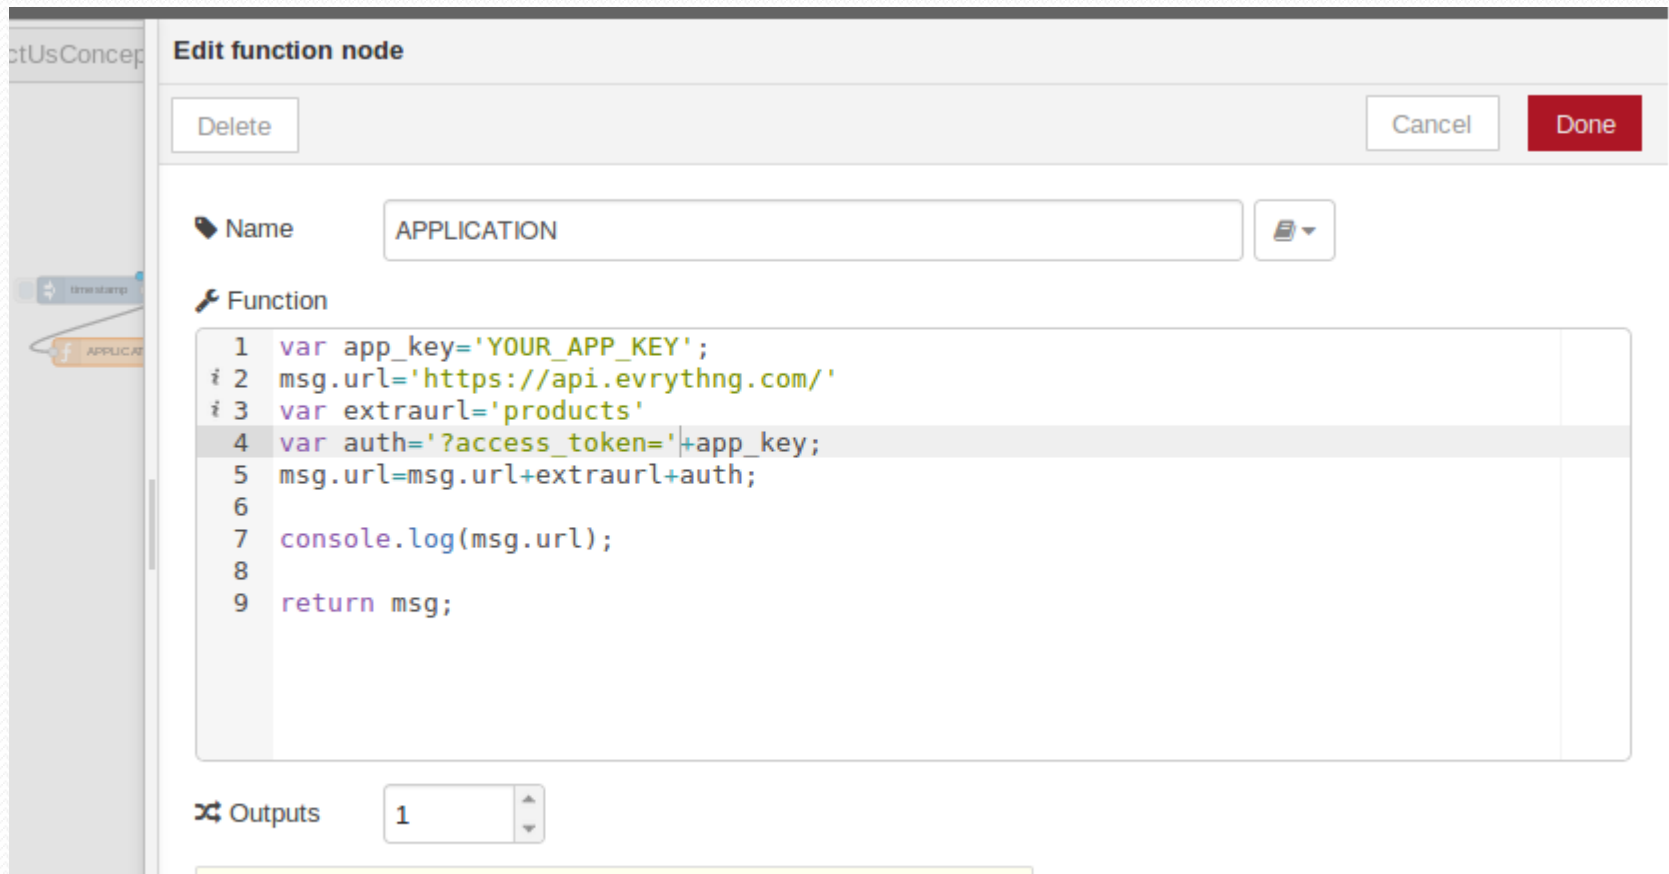 ctUsConcep
Edit function node
Delete
Cancel
Done
Name
APPLICATION
timestamp
Function
APPLICAT
1 var app_key='YOUR_APP_KEY';
i 2 msg.url='https://api.evrythng.com/'
i 3 var extraurl='products'
4 var auth='?access_token='+app_key;
5 msg.url=msg.url+extraurl+auth;
6
7 console.log(msg.url);
8
9 return msg;
Outputs
1